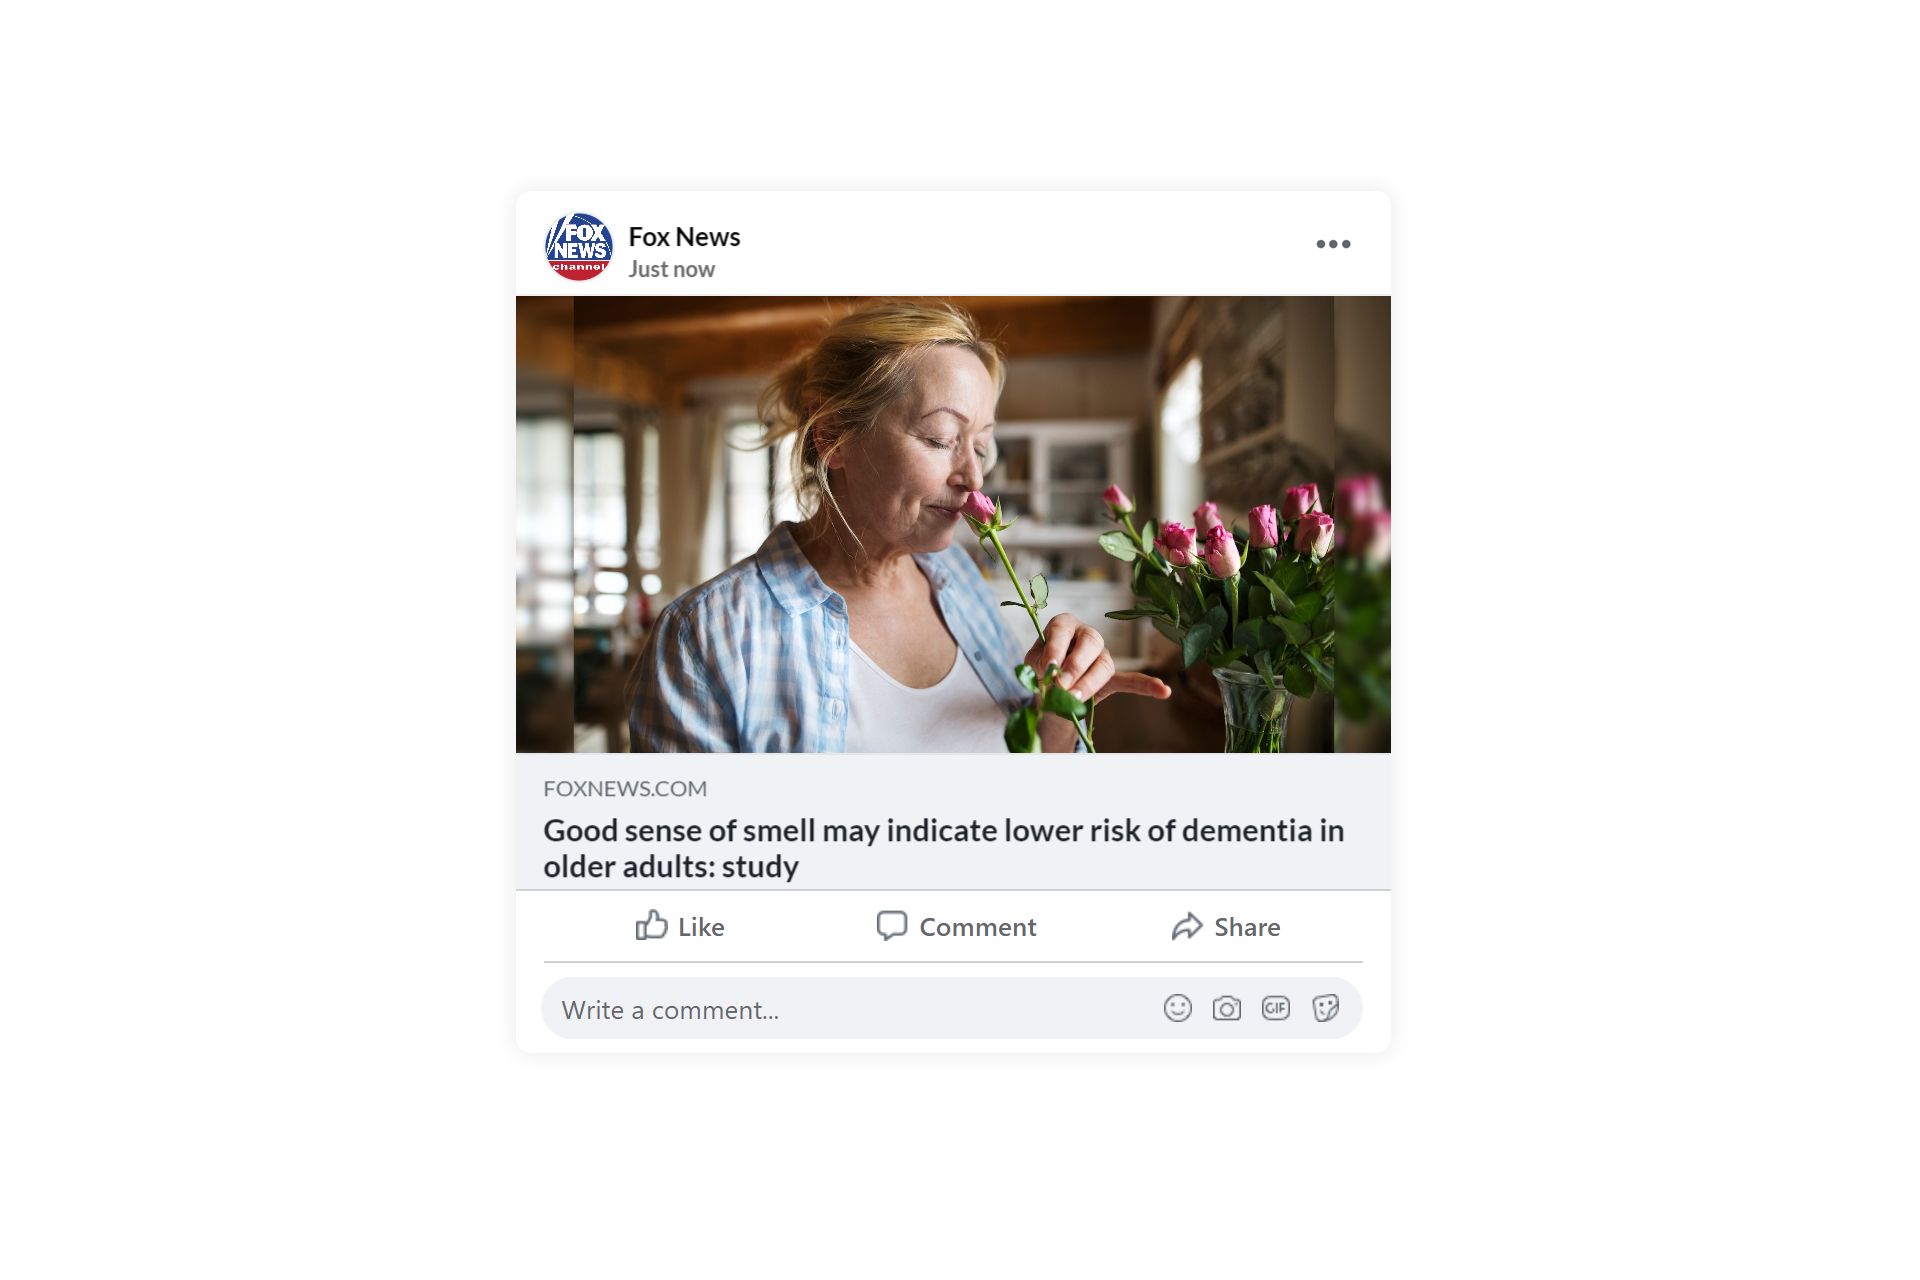 FOX
NEWS
channel
Fox News
Just now
FOXNEWS.COM
Good sense of smell may indicate lower risk of dementia in
older adults: study
Like
Comment
Share
Write a comment...
GIF